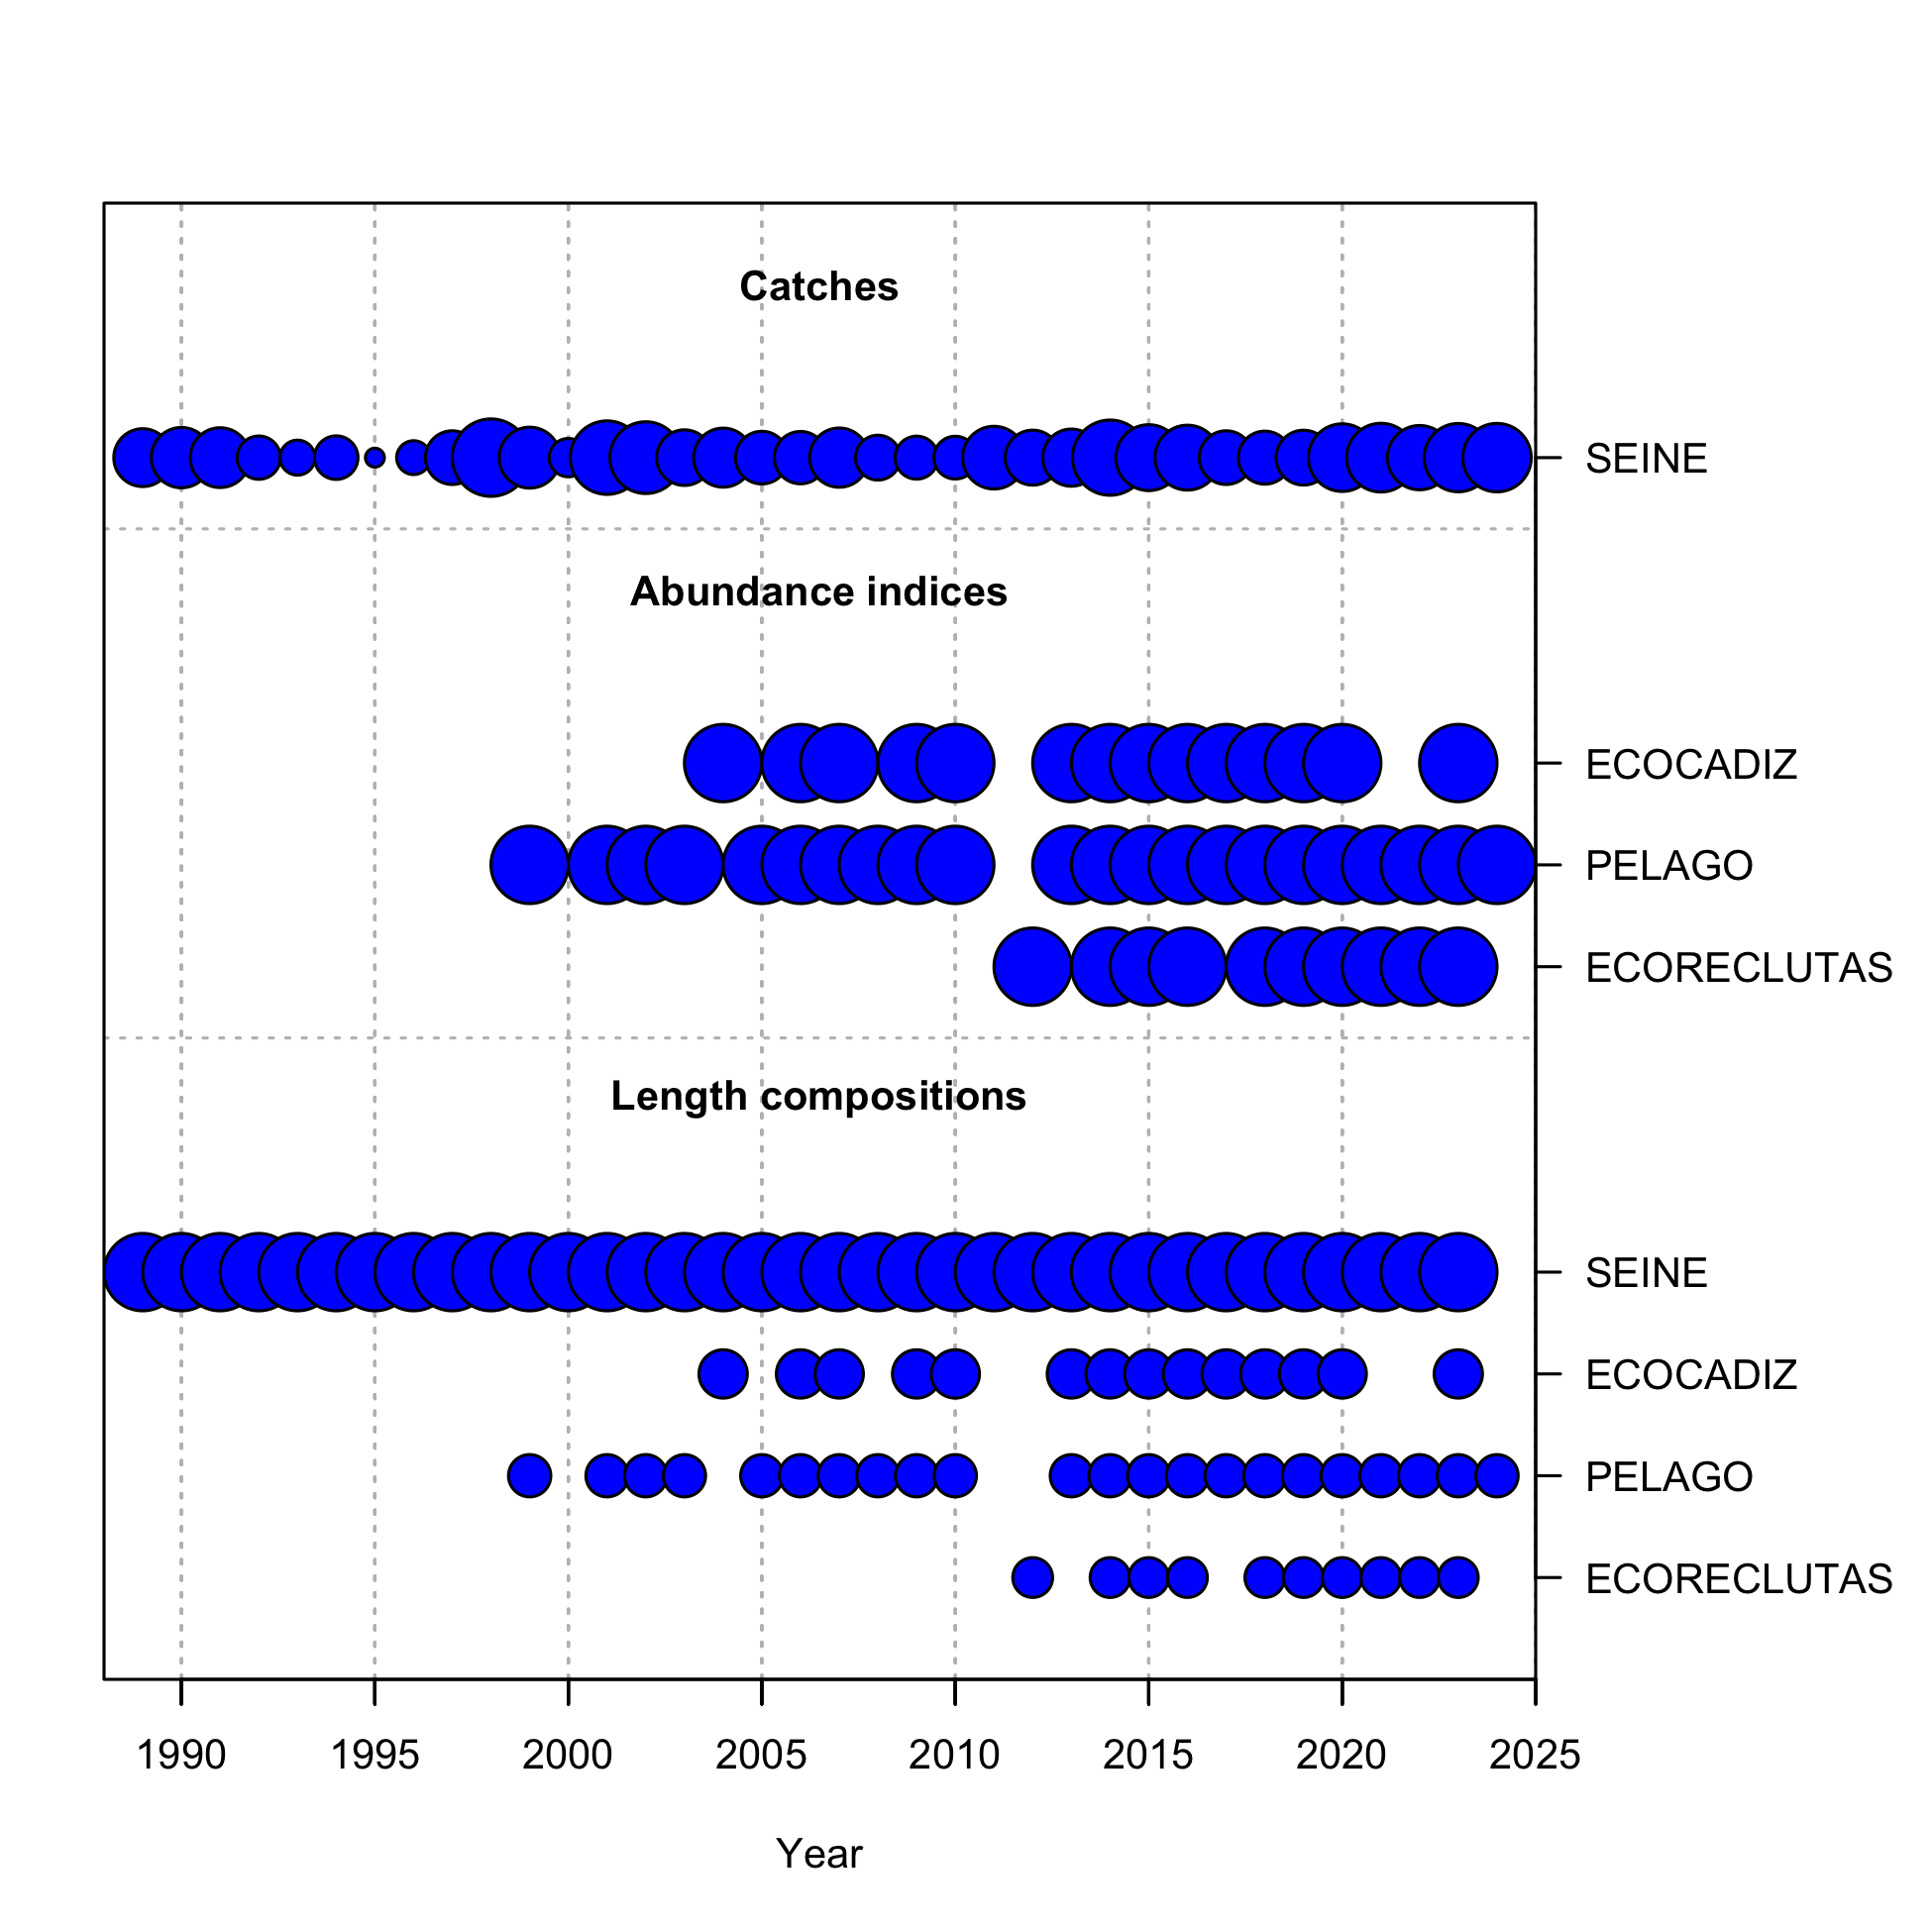 Catches
SEINE
Abundance indices
ECOCADIZ
PELAGO
ECORECLUTAS
Length compositions
SEINE
ECOCADIZ
PELAGO
ECORECLUTAS
1990 1995 2000 2005 2010 2015 2020 2025
Year